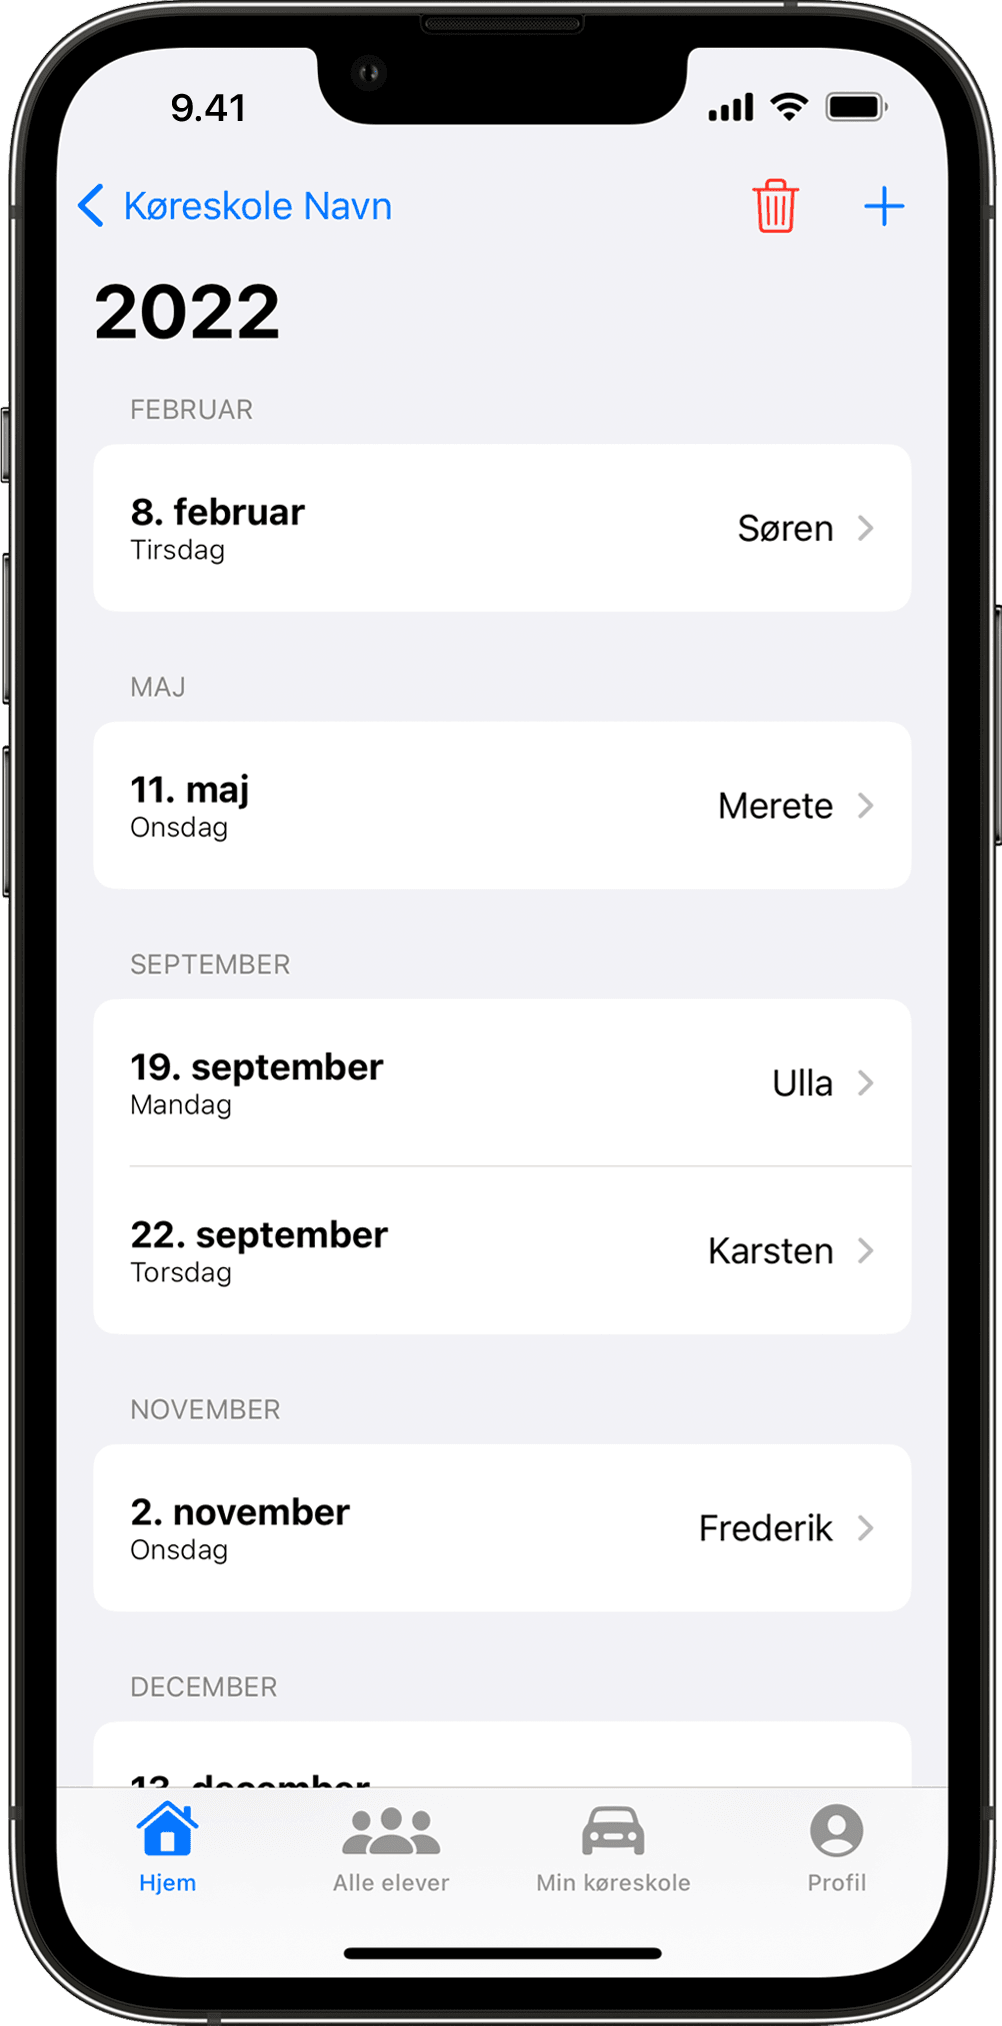 9.41
Køreskole Navn
2022
FEBRUAR
8. februar
Tirsdag
Søren
MAJ
11. maj
Onsdag
Merete
SEPTEMBER
19. september
Mandag
Ulla
22. september
Torsdag
Karsten
NOVEMBER
2. november
Onsdag
Frederik
DECEMBER
december
Hjem
Alle elever
Min køreskole
Profil